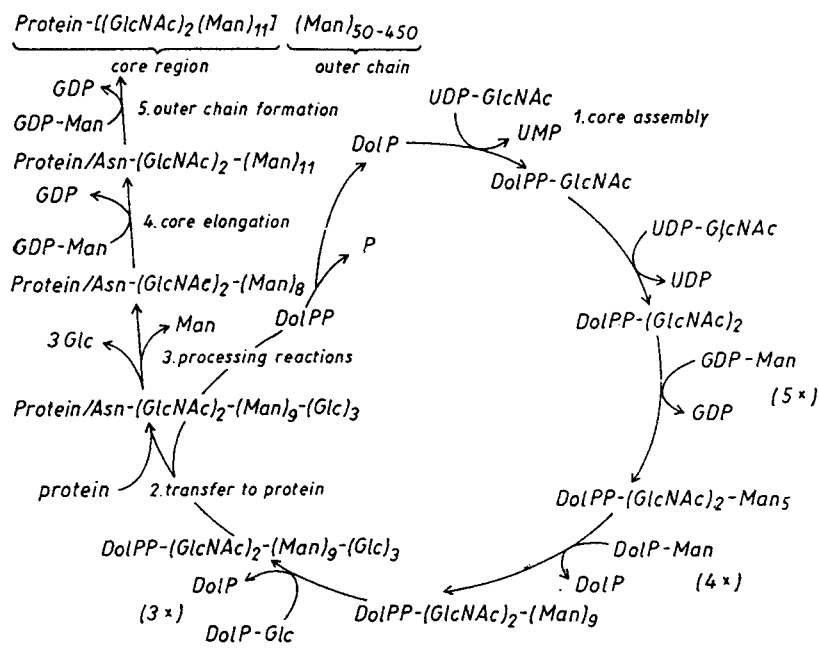 Protein-[(GlcNAc)2(Man)11] (Man)50-450
core region outer chain
GDP
5. outer chain formation
GDP-Man
Protein/Asn-(GlcNAc)2-(Man)11
GDP
4. core elongation
GDP-Man
Protein/Asn-(GlcNAc)2-(Man)8
3 Glc
Man
3. processing reactions
Protein/Asn-(GlcNAc)2-(Man)9-(Glc)3
protein
2. transfer to protein
DolP
P
DolPP
UDP-GlcNAc
1. core assembly
UMP
DolPP-GlcNAc
UDP-GlcNAc
UDP
DolPP-(GlcNAc)2
GDP-Man
(5x)
GDP
DolPP-(GlcNAc)2-Man5
DolP-Man
(4x)
DolP
DolPP-(GlcNAc)2-(Man)9
DolPP-(GlcNAc)2-(Man)9-(Glc)3
DolP
(3x)
DolP-Glc